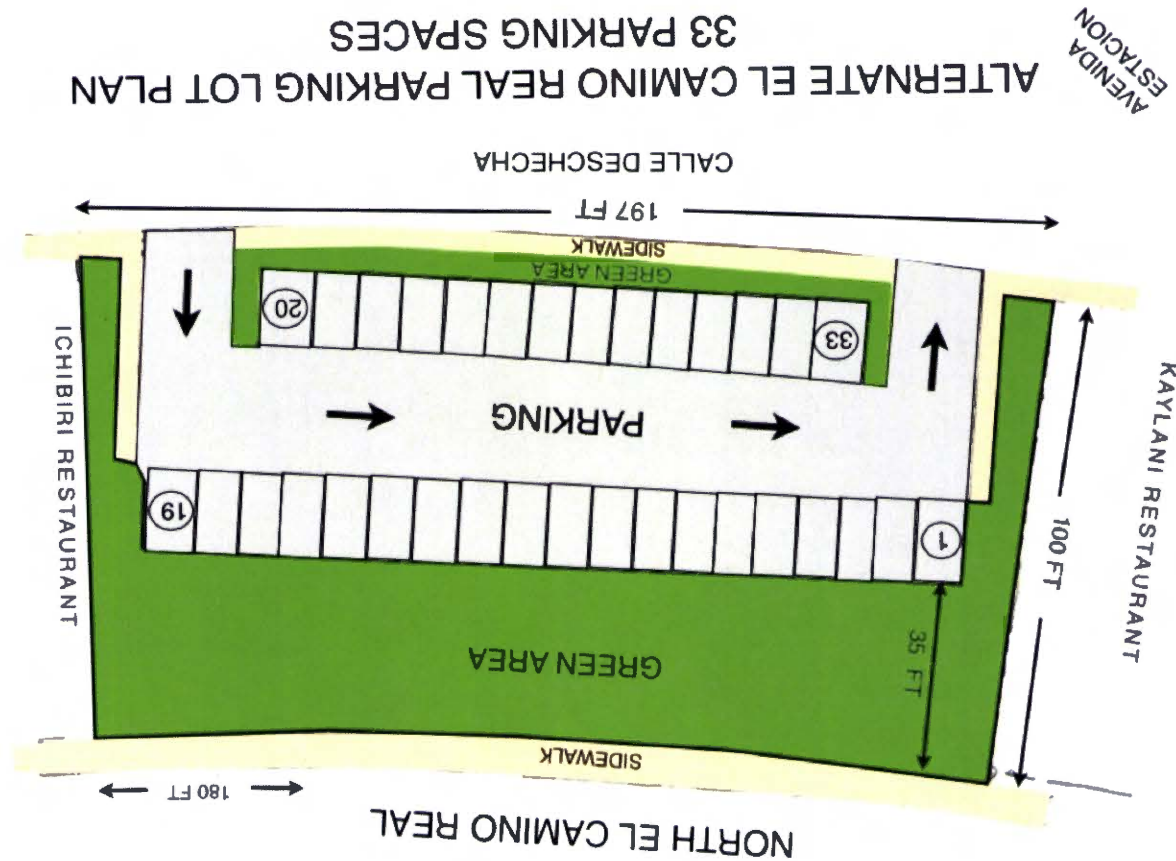 NORTH EL CAMINO REAL
180 FT
SIDEWALK
GREEN AREA
35 FT
KAYLANI RESTAURANT
100 FT
1
19
PARKING
ICHIBIRI RESTAURANT
33
20
GREEN AREA
SIDEWALK
197 FT
CALLE DESCHECHA
AVENIDA
ESTACION
ALTERNATE EL CAMINO REAL PARKING LOT PLAN
33 PARKING SPACES